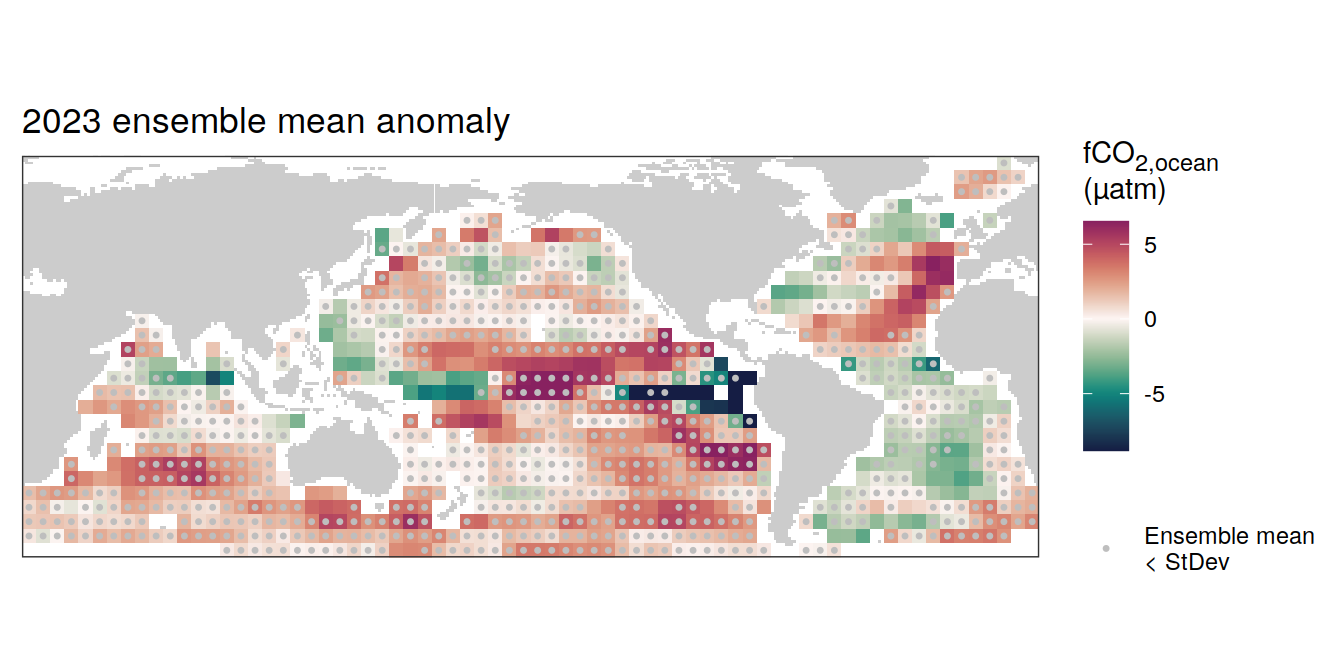 2023 ensemble mean anomaly
fCO2,ocean
(µatm)
5
0
-5
Ensemble mean
< StDev